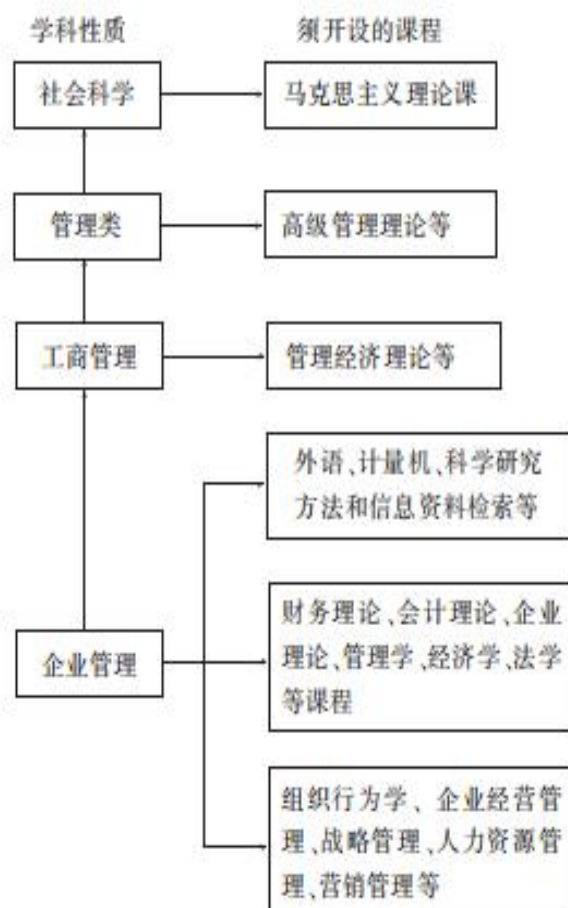 学科性质 须开设的课程
社会科学 马克思主义理论课
管理类 高级管理理论等
工商管理 管理经济理论等
外语、计量机、科学研究
方法和信息资料检索等
企业管理
财务理论、会计理论、企业
理论、管理学、经济学、法学
等课程
组织行为学、企业经营管
理、战略管理、人力资源管
理、营销管理等